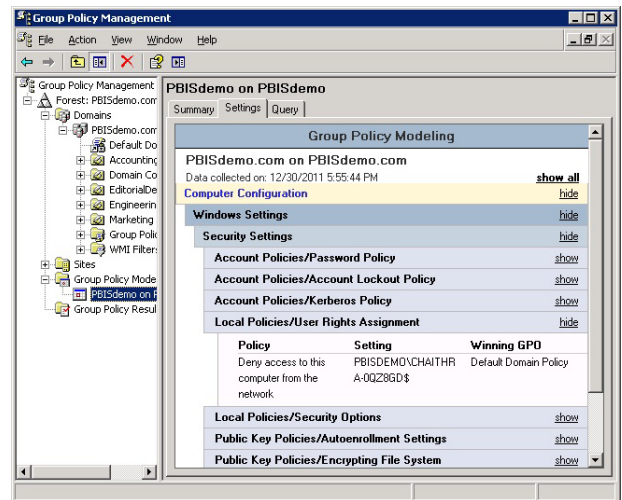 Group Policy Management
File Action View Window Help
Group Policy Management
Forest: PBISdemo.com
Domains
PBISdemo.com
Default Do
Accounting
Domain Co
EditorialDe
Engineerin
Marketing
Group Polic
WMI Filter
Sites
Group Policy Mode
PBISdemo on P
Group Policy Resul
PBISdemo on PBISdemo
Summary Settings Query
Group Policy Modeling
PBISdemo.com on PBISdemo.com
Data collected on: 12/30/2011 5:55:44 PM show all
Computer Configuration hide
Windows Settings hide
Security Settings hide
Account Policies/Password Policy show
Account Policies/Account Lockout Policy show
Account Policies/Kerberos Policy show
Local Policies/User Rights Assignment hide
Policy Setting Winning GPO
Deny access to this PBISDEMO\CHAITHR Default Domain Policy
computer from the A-0QZ8GD$
network
Local Policies/Security Options show
Public Key Policies/Autoenrollment Settings show
Public Key Policies/Encrypting File System show